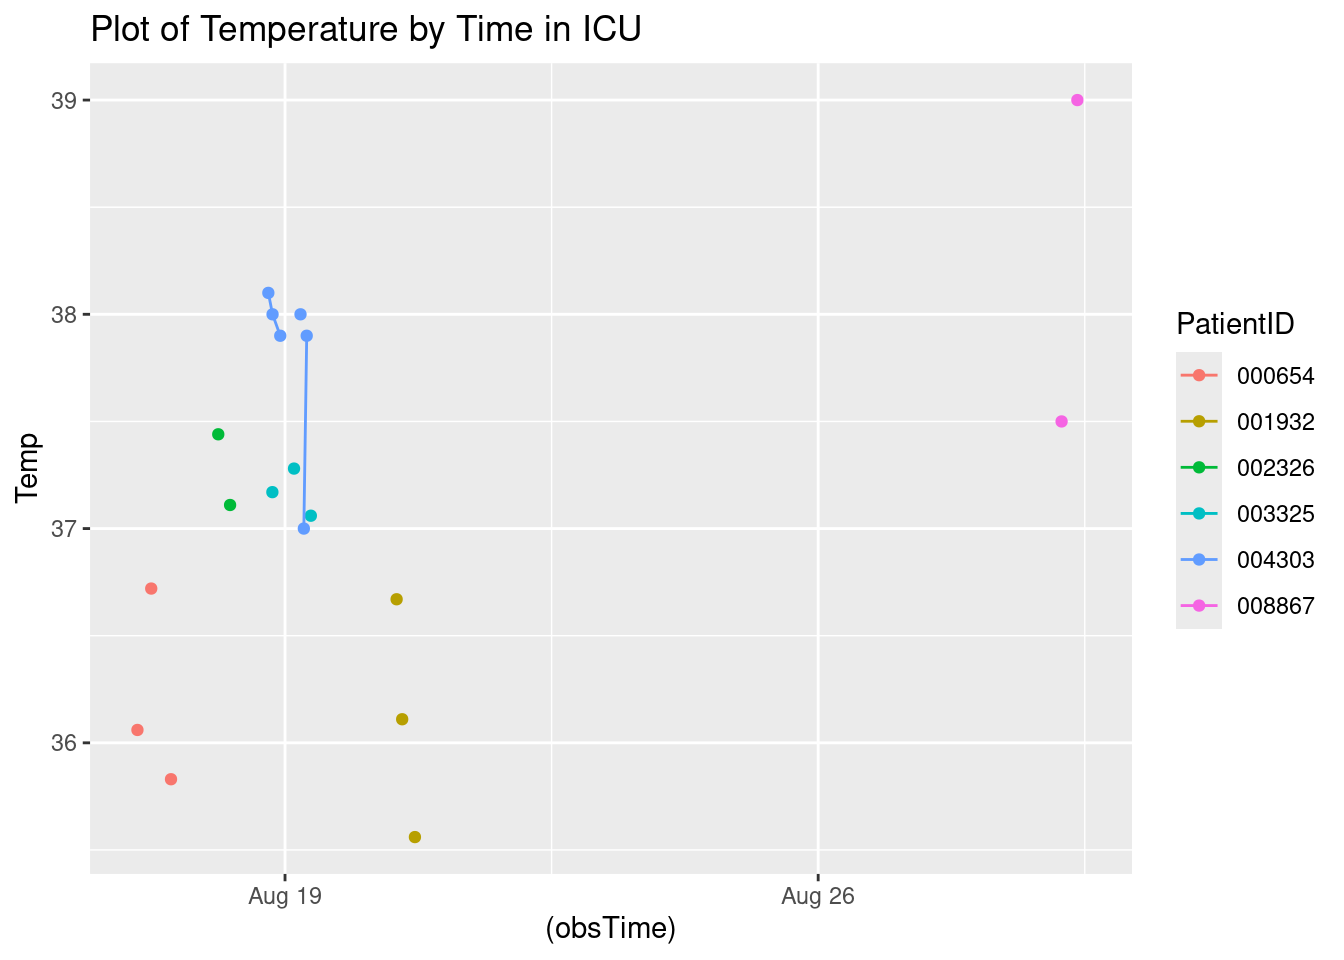 Plot of Temperature by Time in ICU
39
38
37
36
Temp
Aug 19
Aug 26
(obsTime)
PatientID
000654
001932
002326
003325
004303
008867